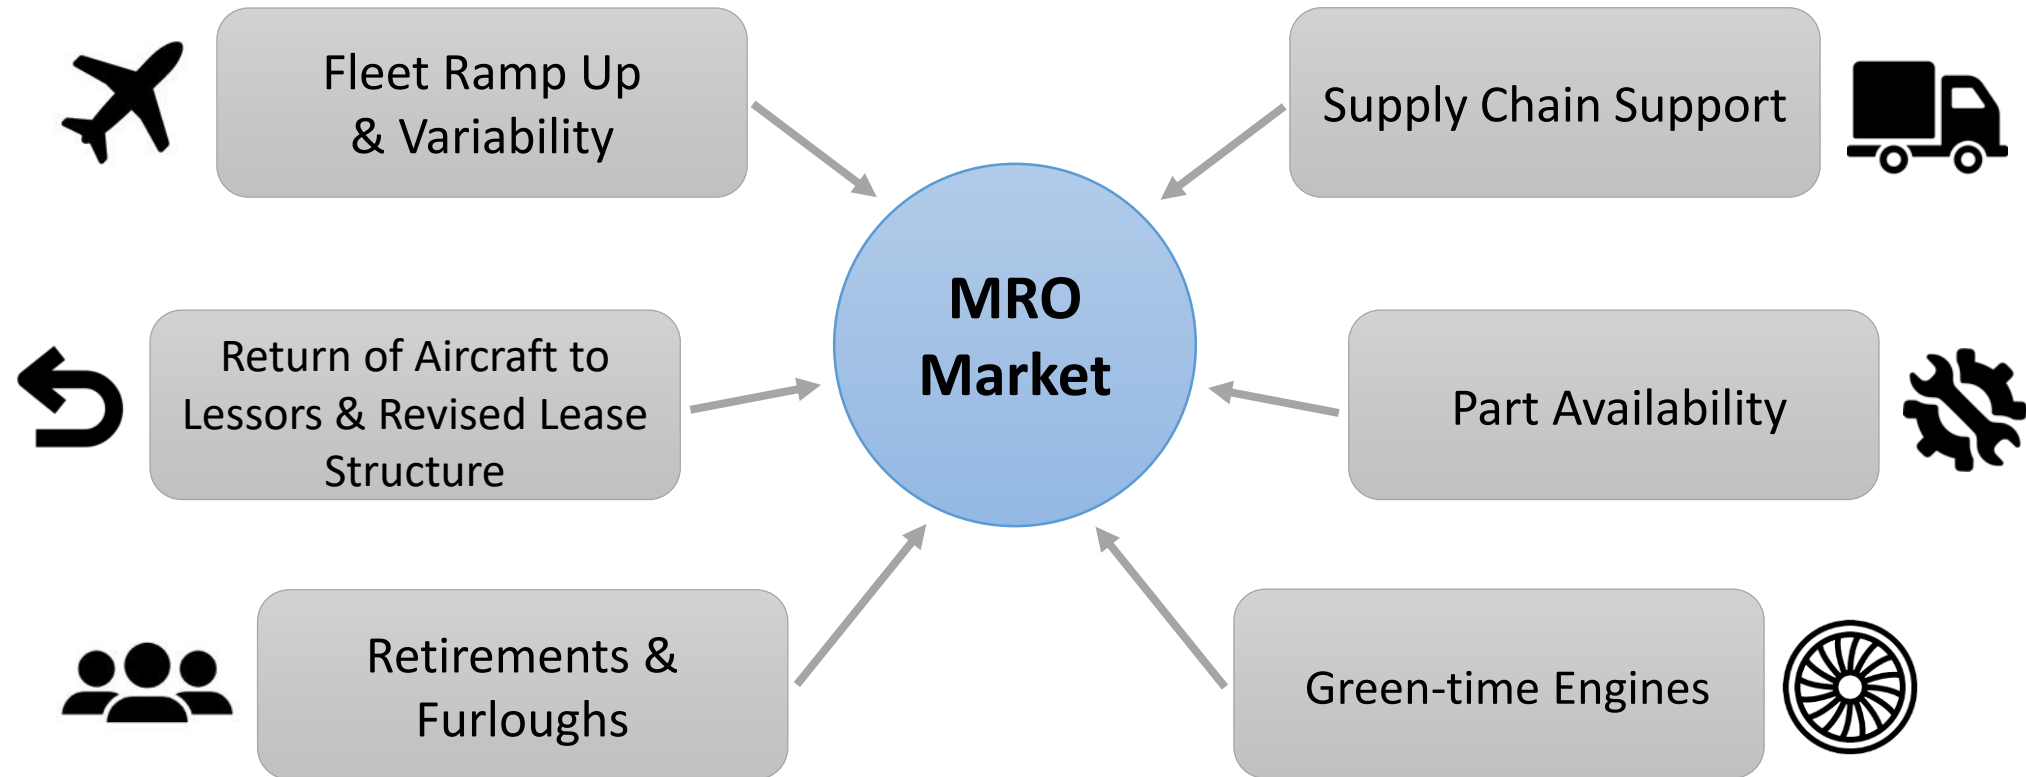 Fleet Ramp Up
& Variability
Supply Chain Support
MRO
Market
Return of Aircraft to
Lessors & Revised Lease
Structure
Part Availability
Retirements &
Furloughs
Green-time Engines